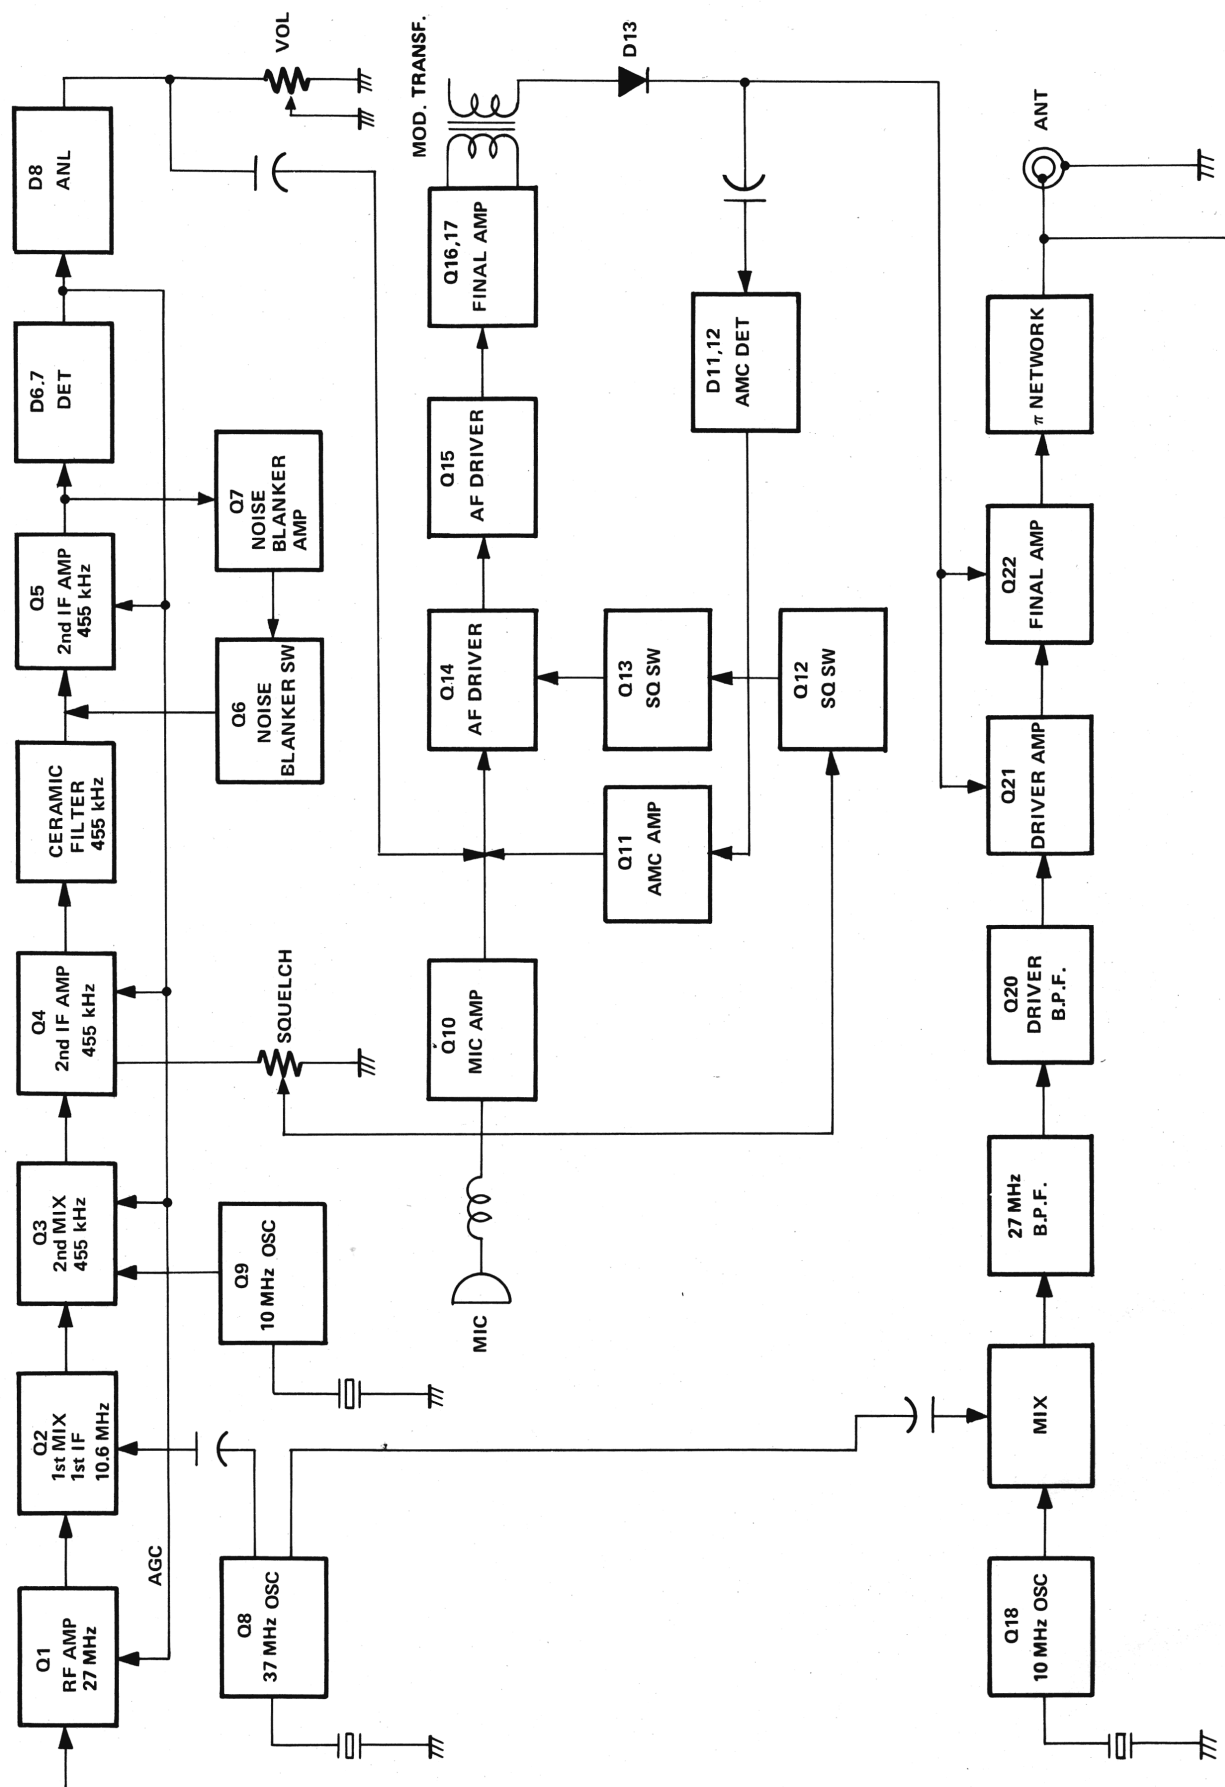 Q1
RF AMP
27 MHz
Q2
1st MIX
1st IF
10.6 MHz
Q3
2nd MIX
455 kHz
Q4
2nd IF AMP
455 kHz
CERAMIC
FILTER
455 kHz
Q5
2nd IF AMP
455 kHz
D6.7
DET
D8
ANL
AGC
Q8
37 MHz OSC
Q9
10 MHz OSC
SQUELCH
Q6
NOISE
BLANKER SW
Q7
NOISE
BLANKER
AMP
VOL
MIC
Q10
MIC AMP
Q14
AF DRIVER
Q15
AF DRIVER
Q16,17
FINAL AMP
MOD. TRANSF.
Q11
AMC AMP
Q13
SQ SW
D13
D11,12
AMC DET
Q12
SQ SW
Q18
10 MHz OSC
MIX
27 MHz
B.P.F.
Q20
DRIVER
B.P.F.
Q21
DRIVER AMP
Q22
FINAL AMP
π NETWORK
ANT